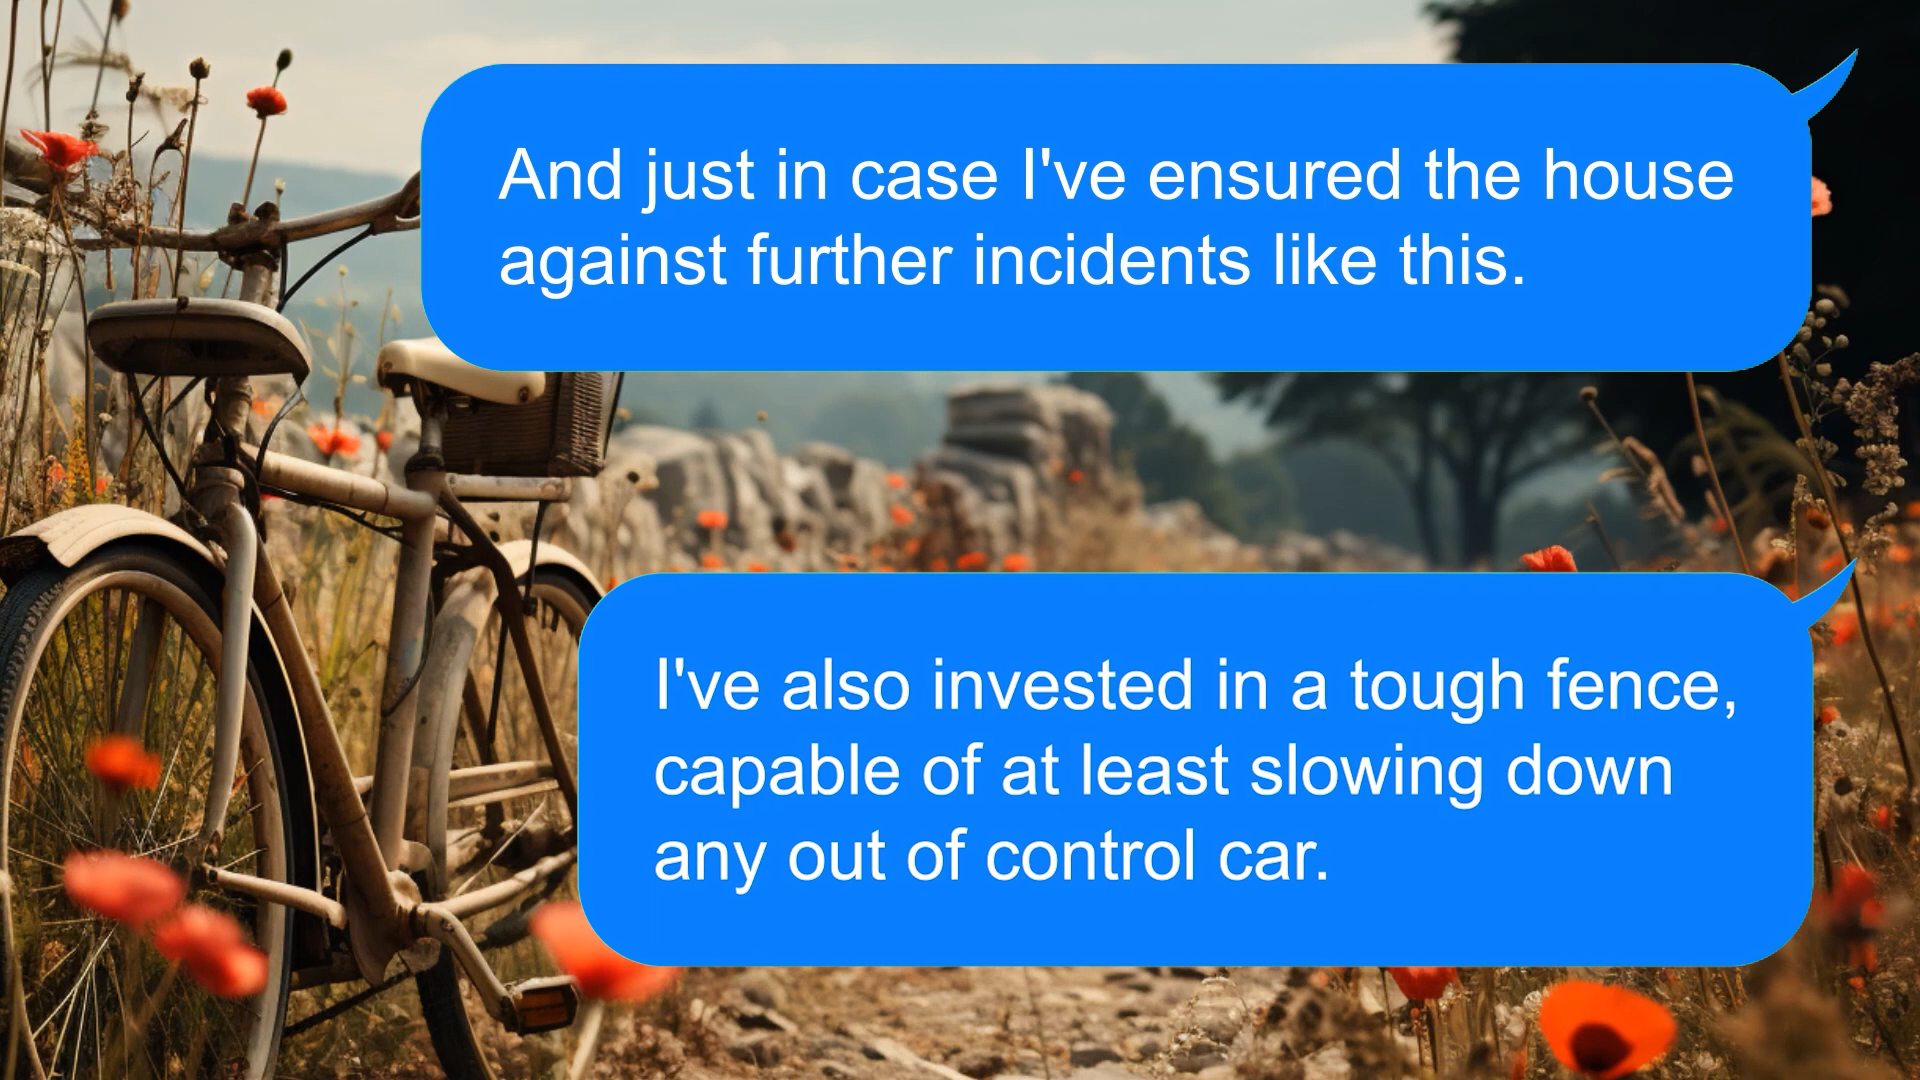 And just in case I've ensured the house
against further incidents like this.
I've also invested in a tough fence,
capable of at least slowing down
any out of control car.